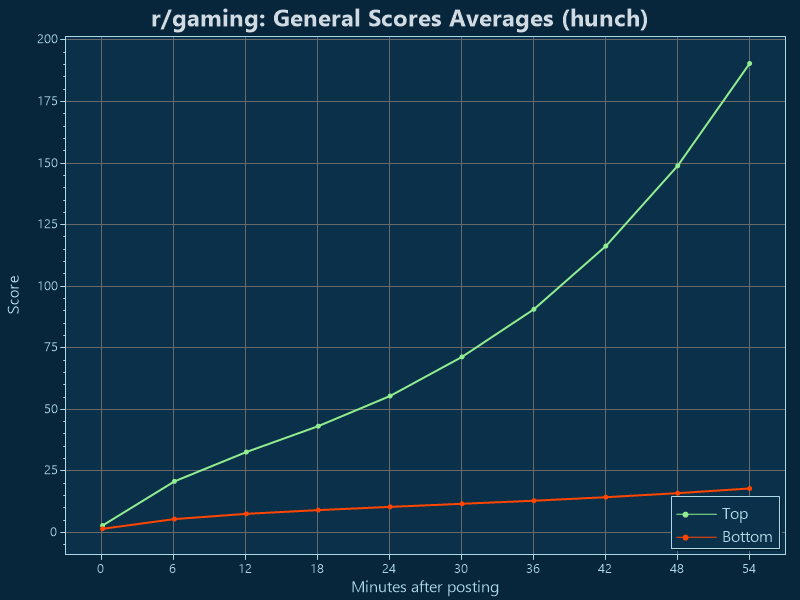 r/gaming: General Scores Averages (hunch)
200
175
150
125
100
75
50
25
0
Score
0 6 12 18 24 30 36 42 48 54
Minutes after posting
Top
Bottom